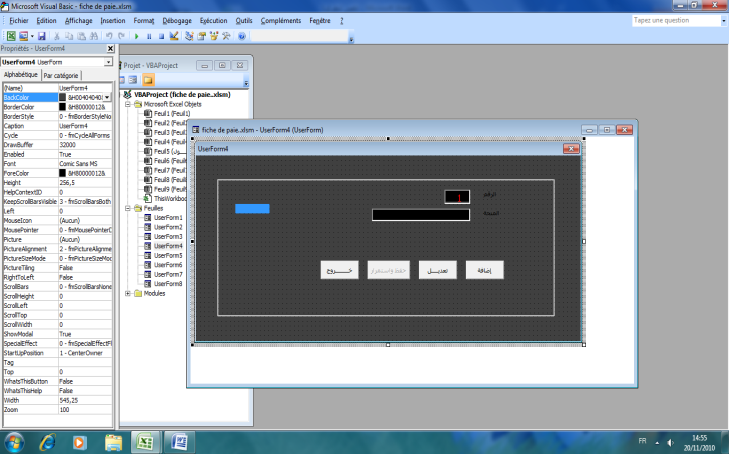 Microsoft Visual Basic - fiche de paie..xlsm
Fichier Edition Affichage Insertion Format Débogage Exécution Outils Compléments Fenêtre ?
Tapez une question
Propriétés - UserForm4
UserForm4 UserForm
Alphabétique Par catégorie
(Name) UserForm4
BackColor &H00404040&
BorderColor &H80000012&
BorderStyle 0 - fmBorderStyleNo
Caption UserForm4
Cycle 0 - fmCycleAllForms
DrawBuffer 32000
Enabled True
Font Comic Sans MS
ForeColor &H80000012&
Height 256,5
HelpContextID 0
KeepScrollBarsVisible 3 - fmScrollBarsBoth
Left 0
MouseIcon (Aucun)
MousePointer 0 - fmMousePointerD
Picture (Aucun)
PictureAlignment 2 - fmPictureAlignme
PictureSizeMode 0 - fmPictureSizeMod
PictureTiling False
RightToLeft False
ScrollBars 0 - fmScrollBarsNone
ScrollHeight 0
ScrollLeft 0
ScrollTop 0
ScrollWidth 0
ShowModal True
SpecialEffect 0 - fmSpecialEffectFl
StartUpPosition 1 - CenterOwner
Tag
Top 0
WhatsThisButton False
WhatsThisHelp False
Width 545,25
Zoom 100
Projet - VBAProject
VBAProject (fiche de paie..xlsm)
Microsoft Excel Objets
Feuil1 (Feuil1)
Feuil2 (Feuil
Feuil3 (Feuil
Feuil4 (Feuil
Feuil5
Feuil6 (Feuil
Feuil7 (Feuil
Feuil8 (Feuil
Feuil9 (Feuil
ThisWorkboo
Feuilles
UserForm1
UserForm2
UserForm3
UserForm4
UserForm5
UserForm6
UserForm7
UserForm8
Modules
fiche de paie..xlsm - UserForm4 (UserForm)
UserForm4
الرقم
خـــــروج حفظ واستمرار تعديـــل إضافة
FR 14:55
20/11/2010